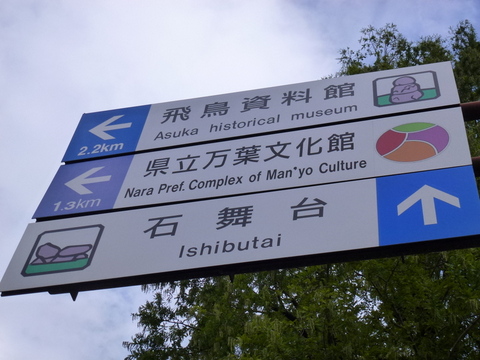 飛鳥資料館
Asuka historical museum
2.2km
県立万葉文化館
Nara Pref. Complex of Man'yo Culture
1.3km
石舞台
Ishibutai